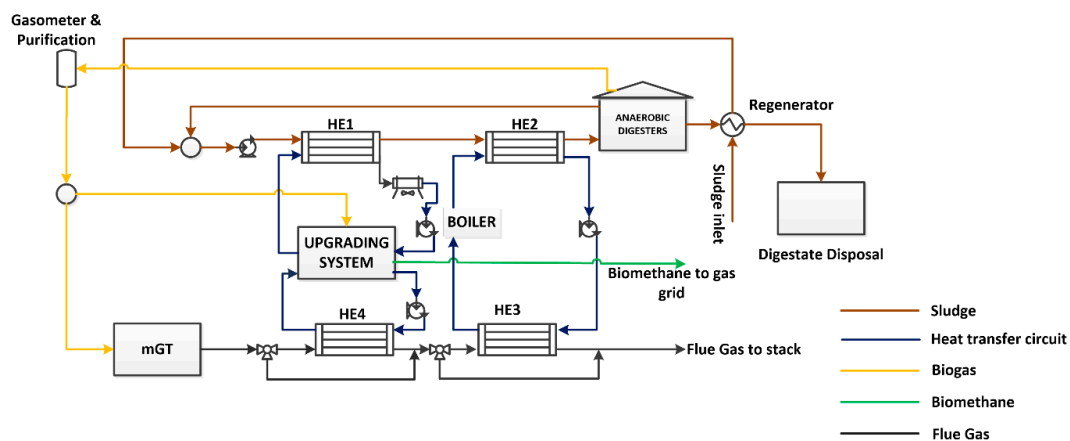 Gasometer &
Purification
HE1
HE2
ANAEROBIC
DIGESTERS
Regenerator
Sludge inlet
BOILER
UPGRADING
SYSTEM
Digestate Disposal
Biomethane to gas
grid
HE4
HE3
mGT
Flue Gas to stack
Sludge
Heat transfer circuit
Biogas
Biomethane
Flue Gas